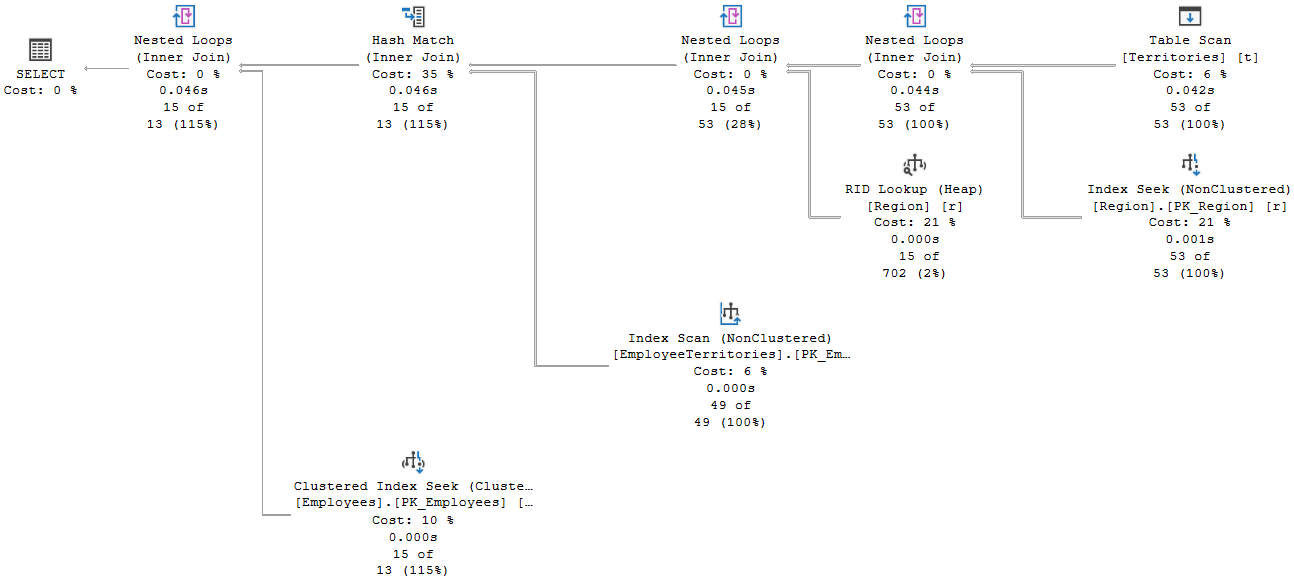 SELECT
Cost: 0 %
Nested Loops
(Inner Join)
Cost: 0 %
0.046s
15 of
13 (115%)
Hash Match
(Inner Join)
Cost: 35 %
0.046s
15 of
13 (115%)
Nested Loops
(Inner Join)
Cost: 0 %
0.045s
15 of
53 (28%)
Nested Loops
(Inner Join)
Cost: 0 %
0.044s
53 of
53 (100%)
Table Scan
[Territories] [t]
Cost: 6 %
0.042s
53 of
53 (100%)
RID Lookup (Heap)
[Region] [r]
Cost: 21 %
0.000s
15 of
702 (2%)
Index Seek (NonClustered)
[Region].[PK_Region] [r]
Cost: 21 %
0.001s
53 of
53 (100%)
Index Scan (NonClustered)
[EmployeeTerritories].[PK_Em…
Cost: 6 %
0.000s
49 of
49 (100%)
Clustered Index Seek (Cluste…
[Employees].[PK_Employees] […
Cost: 10 %
0.000s
15 of
13 (115%)